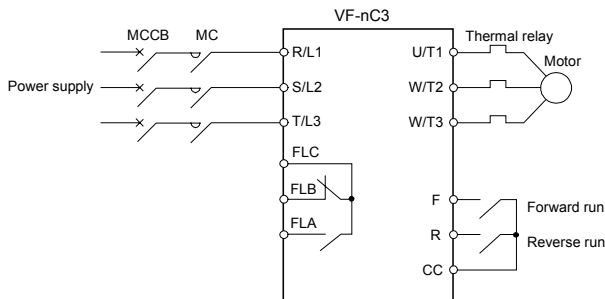 VF-nC3
MCCB MC
Thermal relay
Motor
Power supply
R/L1
S/L2
T/L3
FLC
FLB
FLA
U/T1
W/T2
W/T3
F
R
CC
Forward run
Reverse run